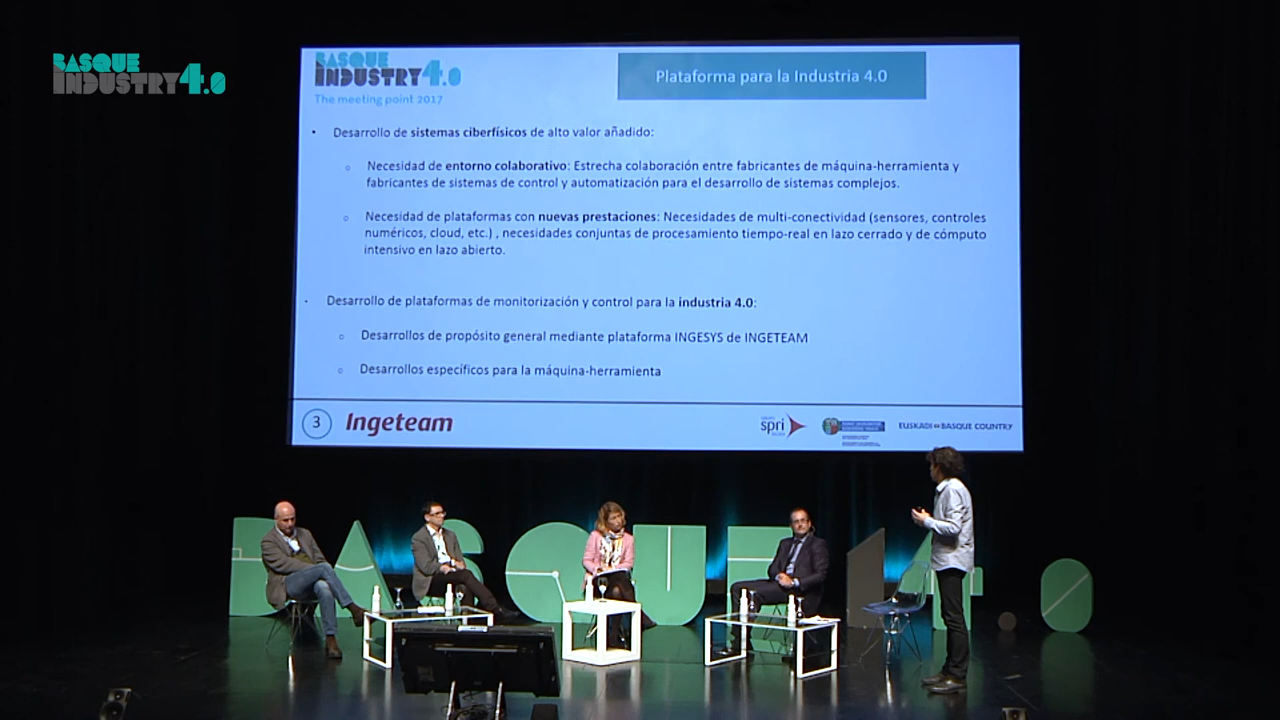 BASQUE
INDUSTRY 4.0
BASQUE
INDUSTRY 4.0
The meeting point 2017
Plataforma para la Industria 4.0
• Desarrollo de sistemas ciberfísicos de alto valor añadido:
○ Necesidad de entorno colaborativo: Estrecha colaboración entre fabricantes de máquina-herramienta y
fabricantes de sistemas de control y automatización para el desarrollo de sistemas complejos.
○ Necesidad de plataformas con nuevas prestaciones: Necesidades de multi-conectividad (sensores, controles
numéricos, cloud, etc.) , necesidades conjuntas de procesamiento tiempo-real en lazo cerrado y de cómputo
intensivo en lazo abierto.
• Desarrollo de plataformas de monitorización y control para la industria 4.0:
○ Desarrollos de propósito general mediante plataforma INGESYS de INGETEAM
○ Desarrollos específicos para la máquina-herramienta
3
Ingeteam
spri
EUSKADI BASQUE COUNTRY
BASQUE 4.0